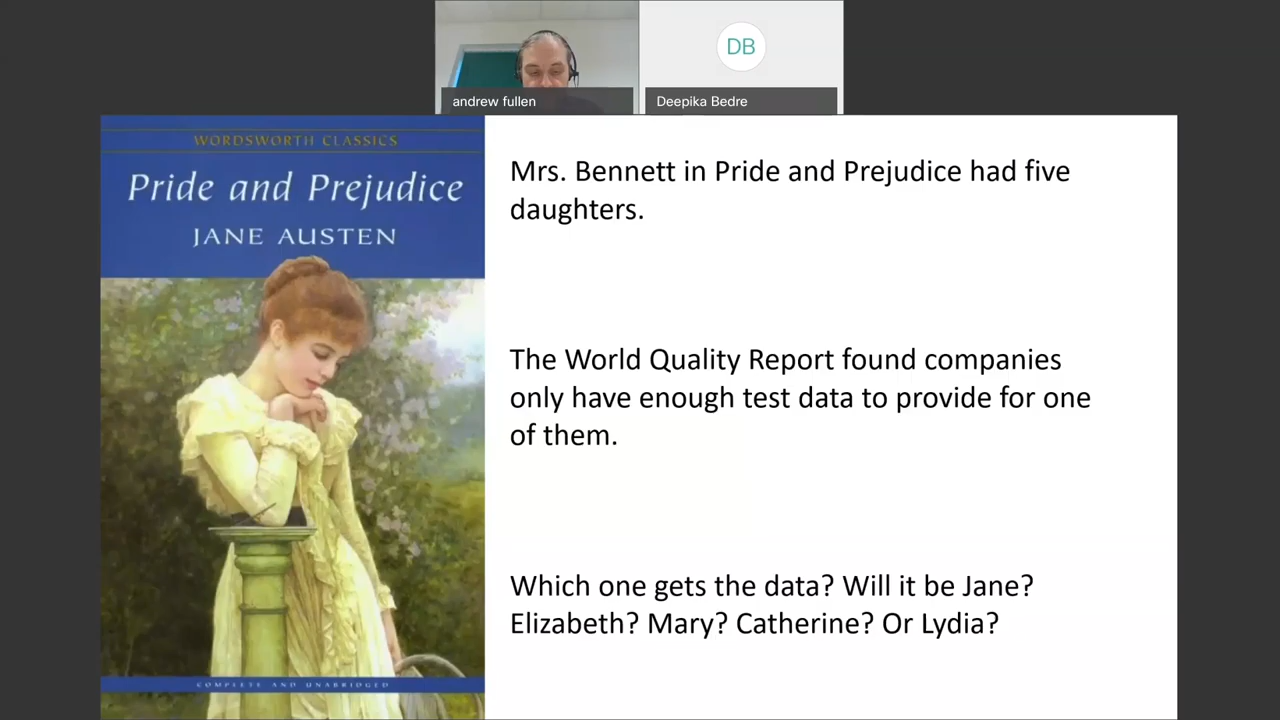 DB
andrew fullen
Deepika Bedre
WORDSWORTH CLASSICS
Pride and Prejudice
JANE AUSTEN
COMPLETE AND UNABRIDGED
Mrs. Bennett in Pride and Prejudice had five
daughters.
The World Quality Report found companies
only have enough test data to provide for one
of them.
Which one gets the data? Will it be Jane?
Elizabeth? Mary? Catherine? Or Lydia?